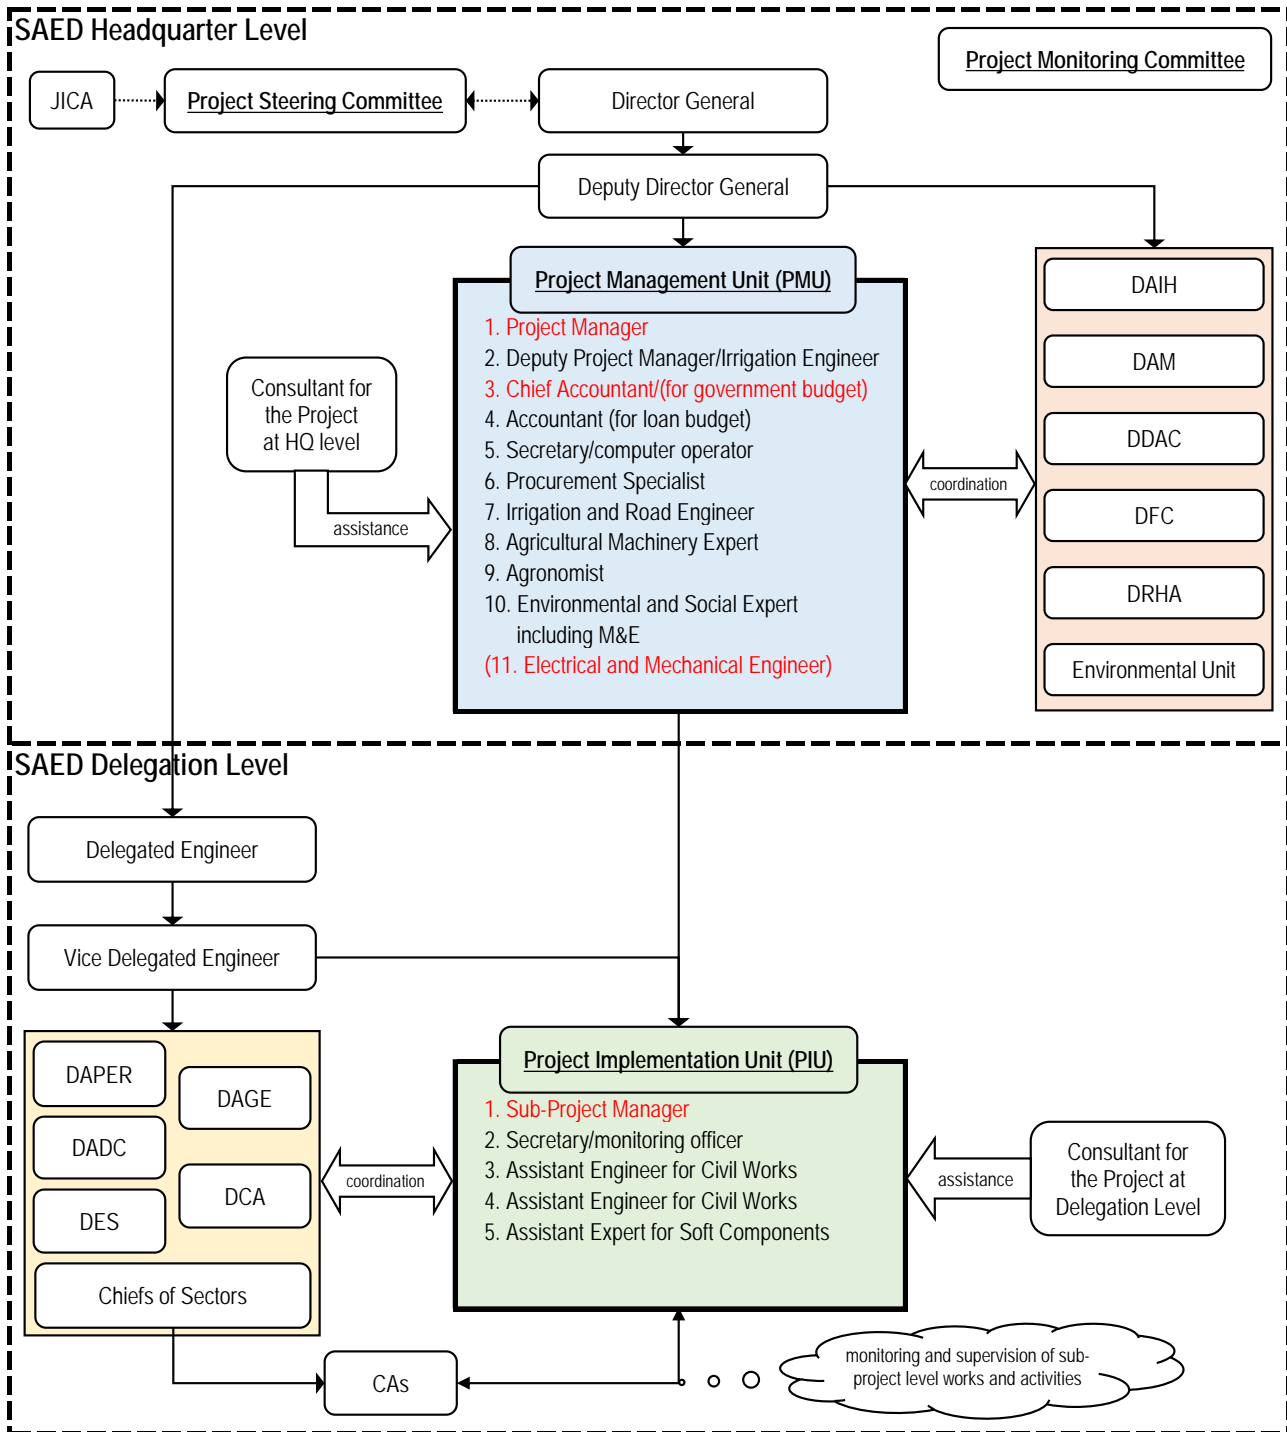 SAED Headquarter Level
Project Monitoring Committee
JICA
Project Steering Committee
Director General
Deputy Director General
Project Management Unit (PMU)
1. Project Manager
2. Deputy Project Manager/Irrigation Engineer
3. Chief Accountant/(for government budget)
4. Accountant (for loan budget)
5. Secretary/computer operator
6. Procurement Specialist
7. Irrigation and Road Engineer
8. Agricultural Machinery Expert
9. Agronomist
10. Environmental and Social Expert
including M&E
(11. Electrical and Mechanical Engineer)
Consultant for
the Project
at HQ level
assistance
coordination
DAIH
DAM
DDAC
DFC
DRHA
Environmental Unit
SAED Delegation Level
Delegated Engineer
Vice Delegated Engineer
DAPER
DAGE
DADC
DCA
DES
Chiefs of Sectors
coordination
Project Implementation Unit (PIU)
1. Sub-Project Manager
2. Secretary/monitoring officer
3. Assistant Engineer for Civil Works
4. Assistant Engineer for Civil Works
5. Assistant Expert for Soft Components
assistance
Consultant for
the Project at
Delegation Level
CAs
monitoring and supervision of sub-
project level works and activities